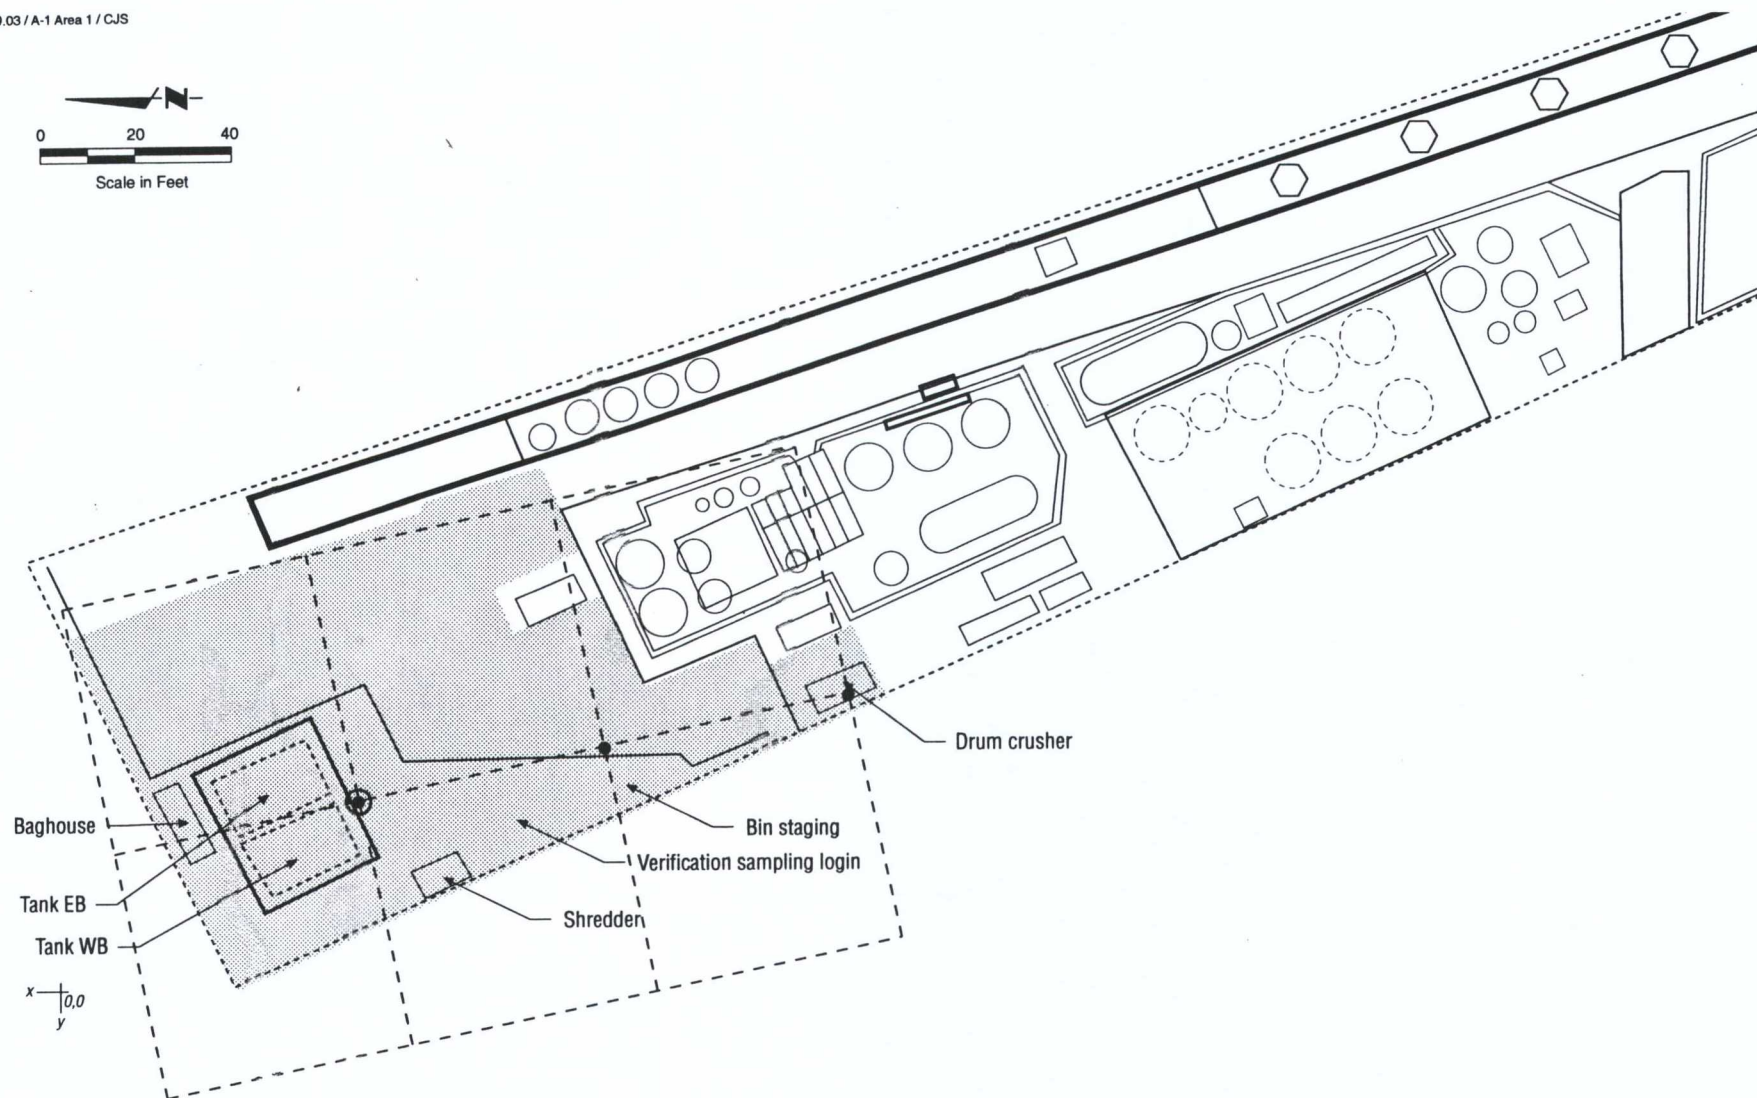 .03 / A-1 Area 1 / CJS
N
0 20 40
Scale in Feet
Drum crusher
Baghouse
Bin staging
Verification sampling login
Tank EB
Shredder
Tank WB
x 0,0
y